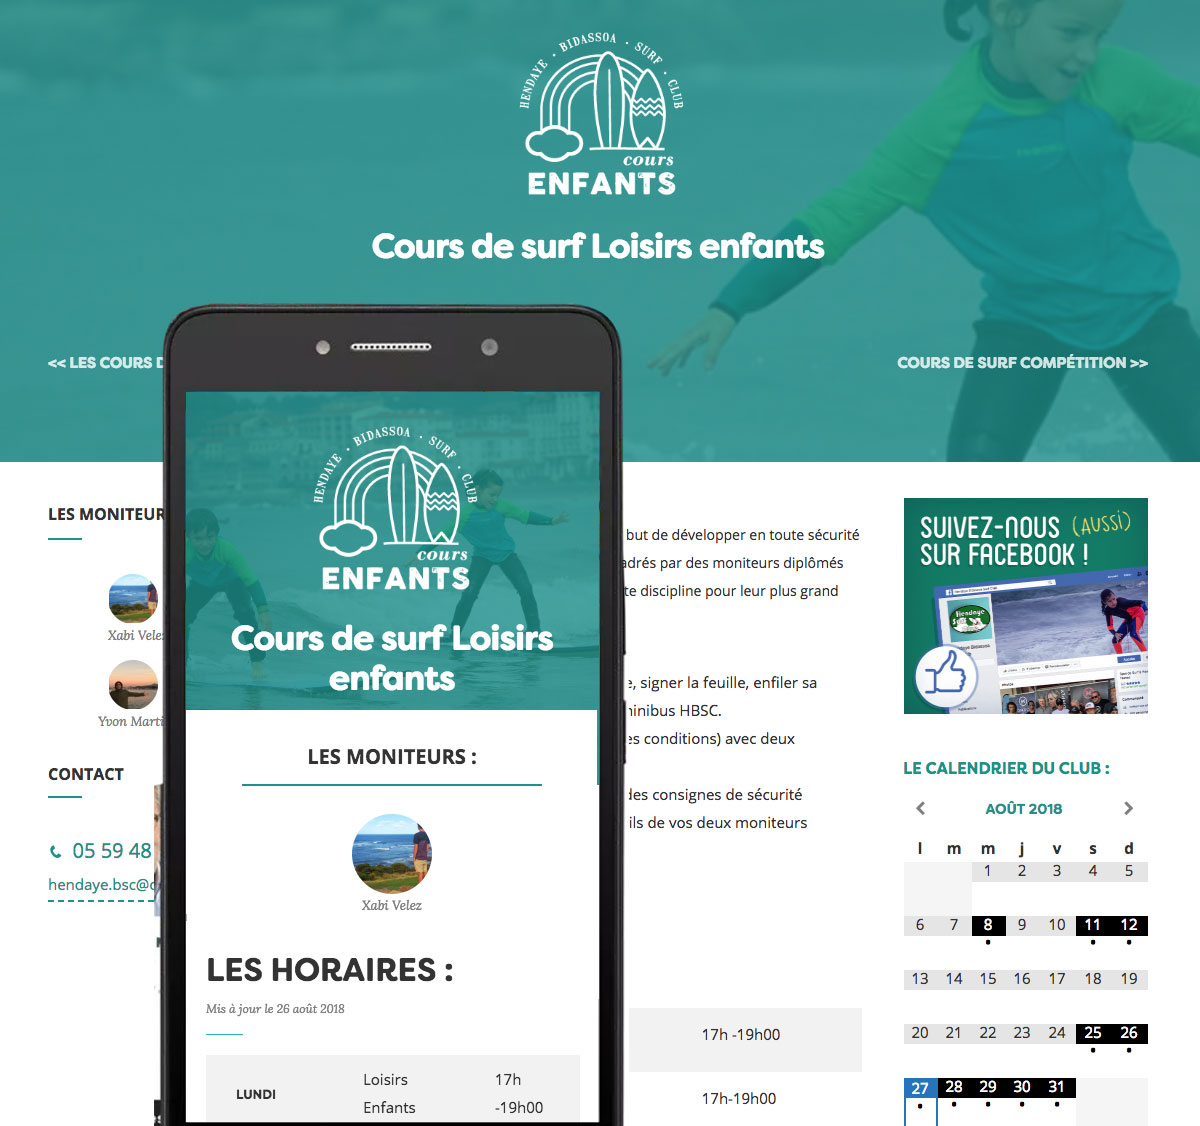 HENDAYE · BIDASSOA · SURF · CLUB
cours
ENFANTS
Cours de surf Loisirs enfants
<< LES COURS D
COURS DE SURF COMPÉTITION >>
LES MONITEUR
Xabi Velez
Yvon Marti
CONTACT
05 59 48
hendaye.bsc@
HENDAYE · BIDASSOA · SURF · CLUB
cours
ENFANTS
Cours de surf Loisirs
enfants
LES MONITEURS :
Xabi Velez
LES HORAIRES :
Mis à jour le 26 août 2018
LUNDI
Loisirs
Enfants
17h
-19h00
but de développer en toute sécurité
adrés par des moniteurs diplômés
te discipline pour leur plus grand
e, signer la feuille, enfiler sa
minibus HBSC.
es conditions) avec deux
des consignes de sécurité
ils de vos deux moniteurs
17h -19h00
17h-19h00
SUIVEZ-NOUS (AUSSI)
SUR FACEBOOK !
Hendaye
LE CALENDRIER DU CLUB :
AOÛT 2018
l m m j v s d
1 2 3 4 5
6 7 8 9 10 11 12
13 14 15 16 17 18 19
20 21 22 23 24 25 26
27 28 29 30 31